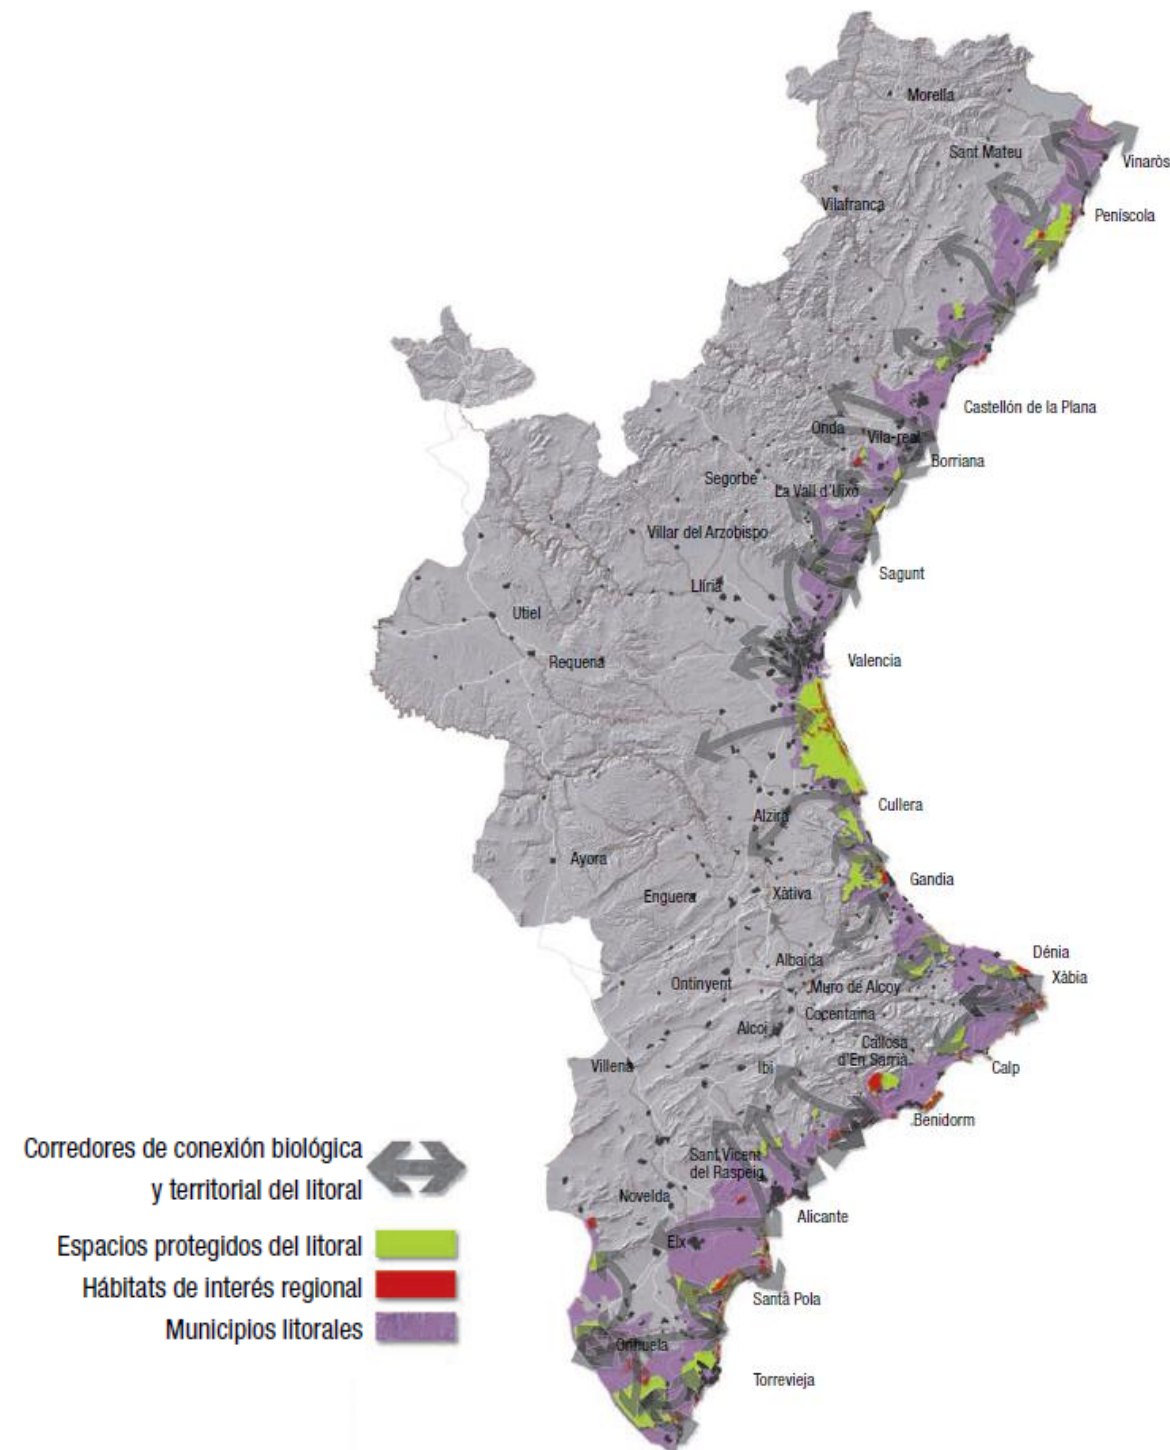 Morella
Sant Mateu
Vinaròs
Vilafranca
Peníscola
Castellón de la Plana
Onda
Vila-real
Borriana
Segorbe
La Vall d'Uixó
Villar del Arzobispo
Sagunt
Llíria
Utiel
Requena
Valencia
Cullera
Alzira
Ayora
Gandia
Enguera
Xàtiva
Dénia
Albaida
Xàbia
Ontinyent
Muro de Alcoy
Cocentaina
Alcoi
Callosa
d'En Sarrià
Villena
Ibi
Calp
Benidorm
Corredores de conexión biológica
y territorial del litoral
Sant Vicent
del Raspeig
Novelda
Alicante
Espacios protegidos del litoral
Elx
Hábitats de interés regional
Santa Pola
Municipios litorales
Orihuela
Torrevieja